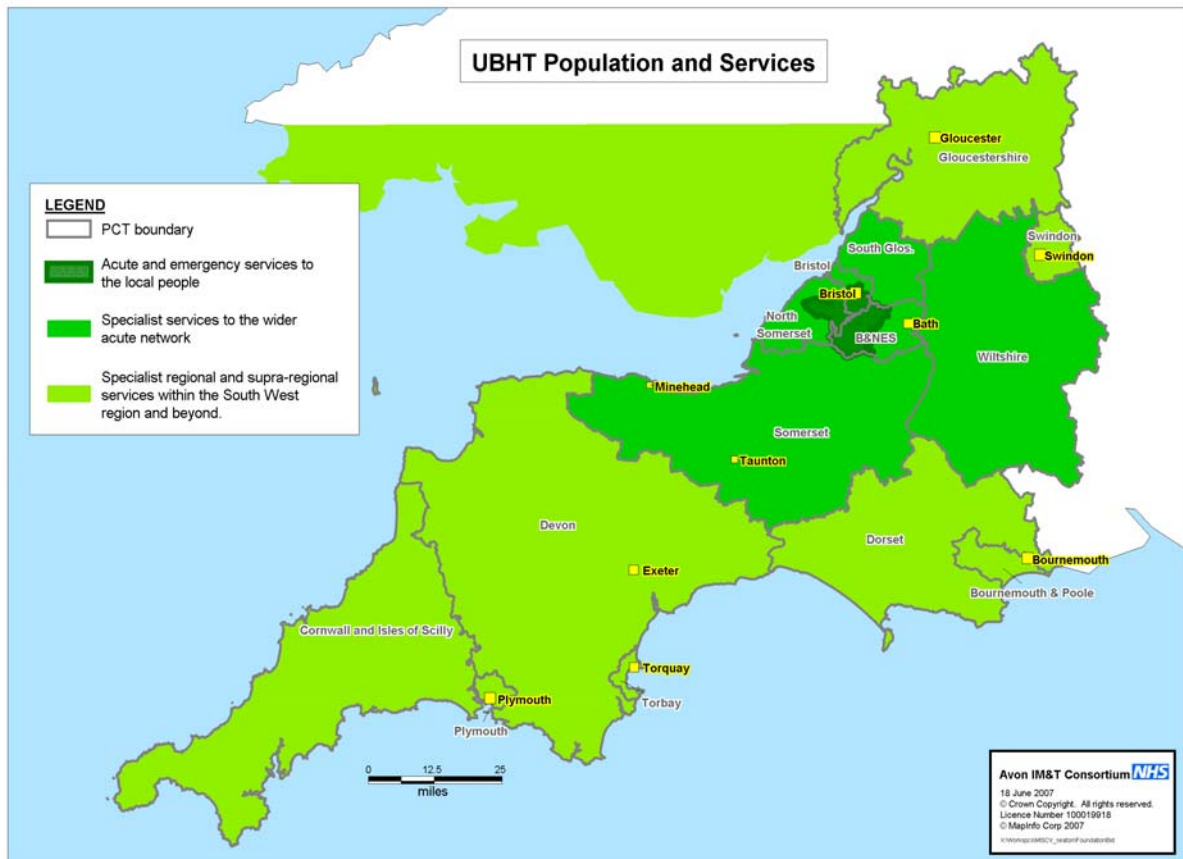 UBHT Population and Services
LEGEND
PCT boundary
Acute and emergency services to
the local people
Specialist services to the wider
acute network
Specialist regional and supra-regional
services within the South West
region and beyond.
Gloucester
Gloucestershire
Swindon
Swindon
South Glos.
Bristol
Bristol
North
Somerset
B&NES
Bath
Wiltshire
Minehead
Somerset
Taunton
Devon
Dorset
Exeter
Bournemouth
Bournemouth & Poole
Cornwall and Isles of Scilly
Torquay
Torbay
Plymouth
Plymouth
0 12.5 25
miles
Avon IM&T Consortium NHS
18 June 2007
© Crown Copyright. All rights reserved.
Licence Number 100019918
© MapInfo Corp 2007